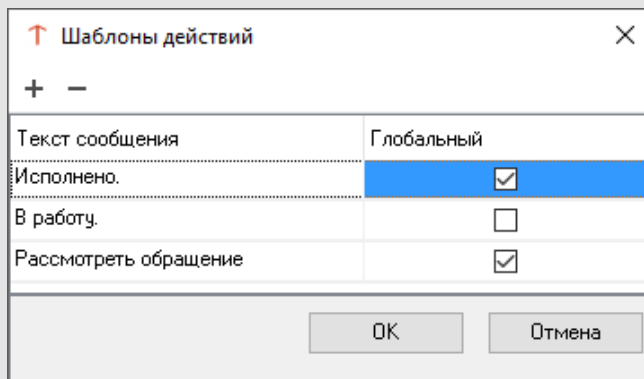 Шаблоны действий
Текст сообщения Глобальный
Исполнено.
В работу.
Рассмотреть обращение
OK Отмена